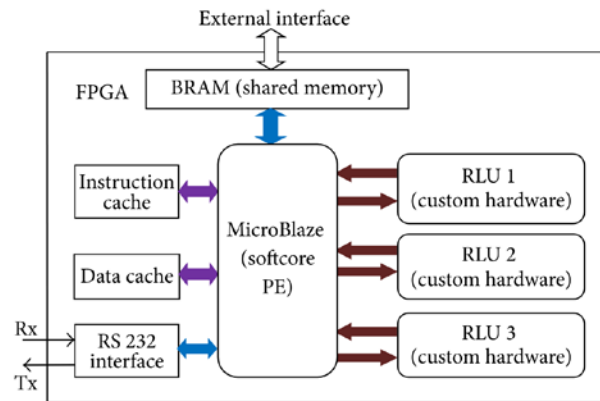 External interface
FPGA
BRAM (shared memory)
Instruction
cache
Data cache
Rx
Tx
RS 232
interface
MicroBlaze
(softcore
PE)
RLU 1
(custom hardware)
RLU 2
(custom hardware)
RLU 3
(custom hardware)